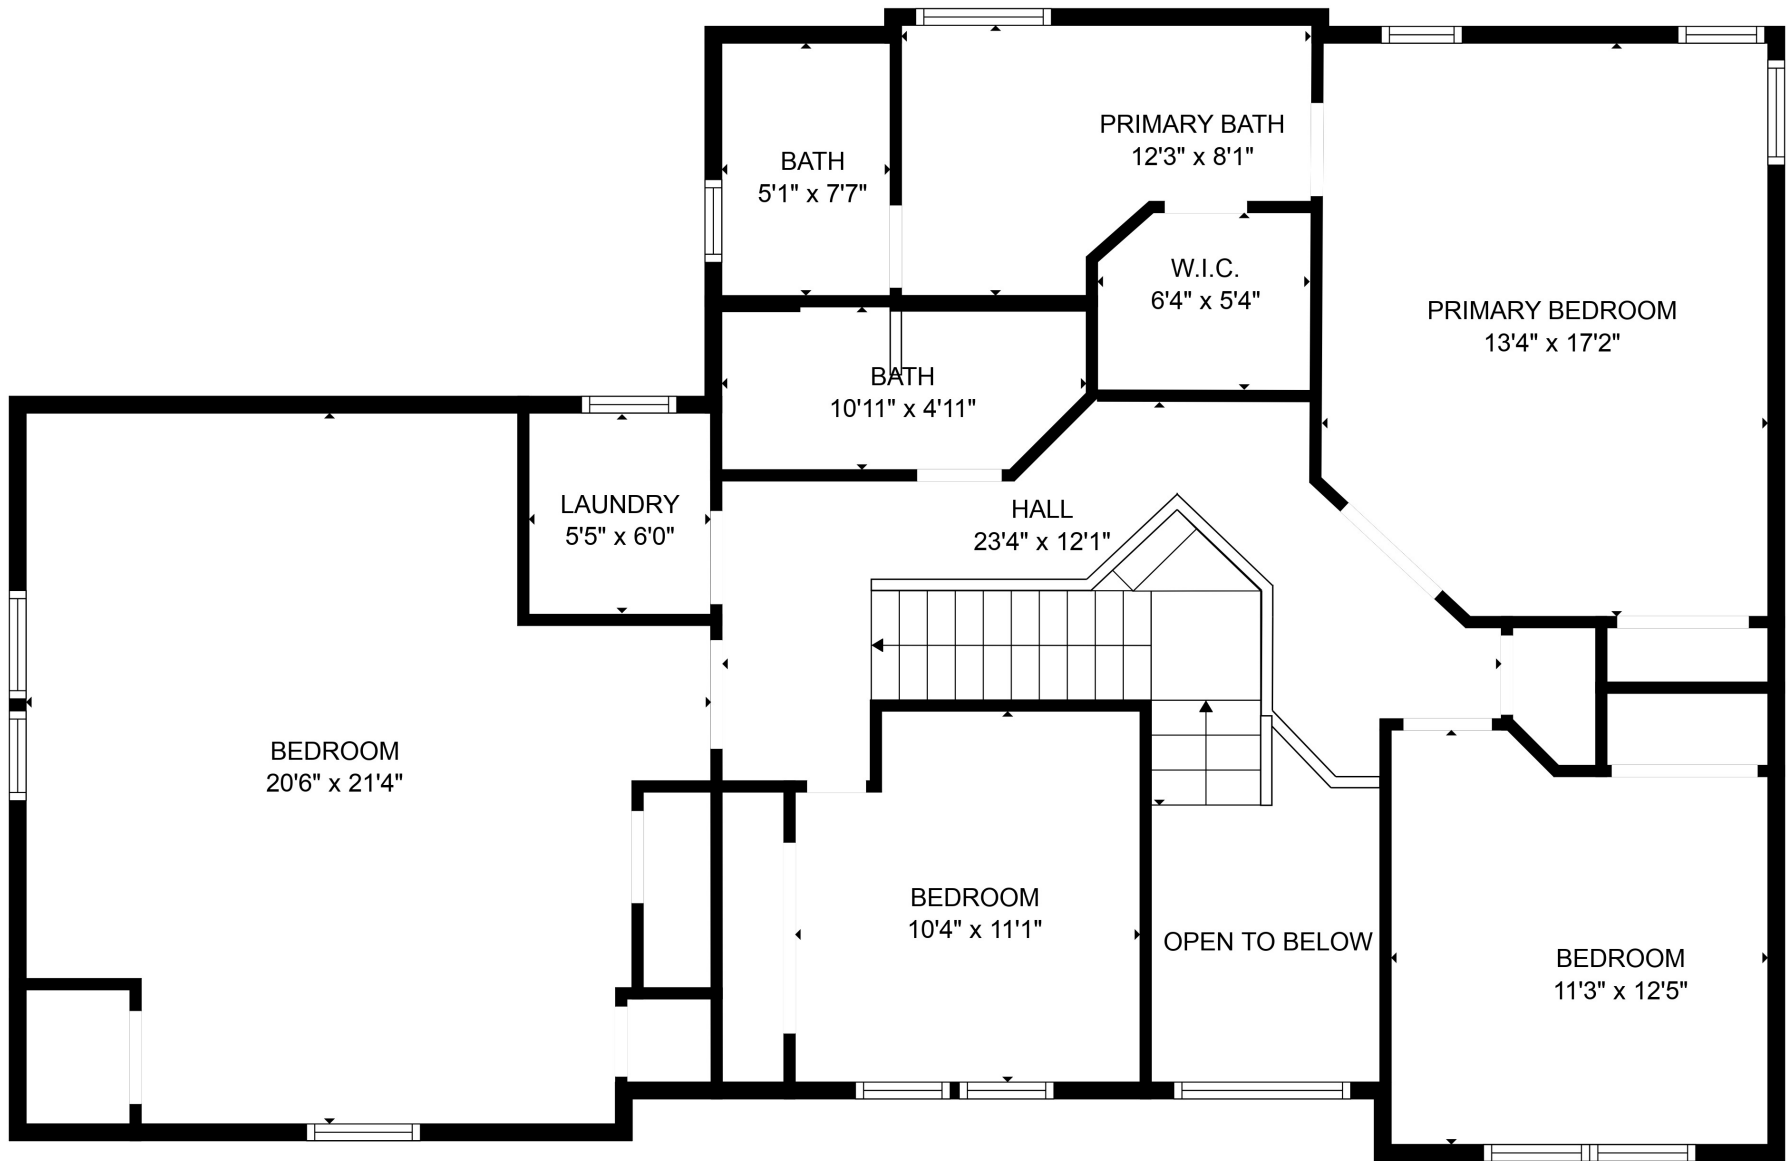 PRIMARY BATH
12'3" x 8'1"
BATH
5'1" x 7'7"
W.I.C.
6'4" x 5'4"
PRIMARY BEDROOM
13'4" x 17'2"
BATH
10'11" x 4'11"
LAUNDRY
5'5" x 6'0"
HALL
23'4" x 12'1"
BEDROOM
20'6" x 21'4"
BEDROOM
10'4" x 11'1"
OPEN TO BELOW
BEDROOM
11'3" x 12'5"